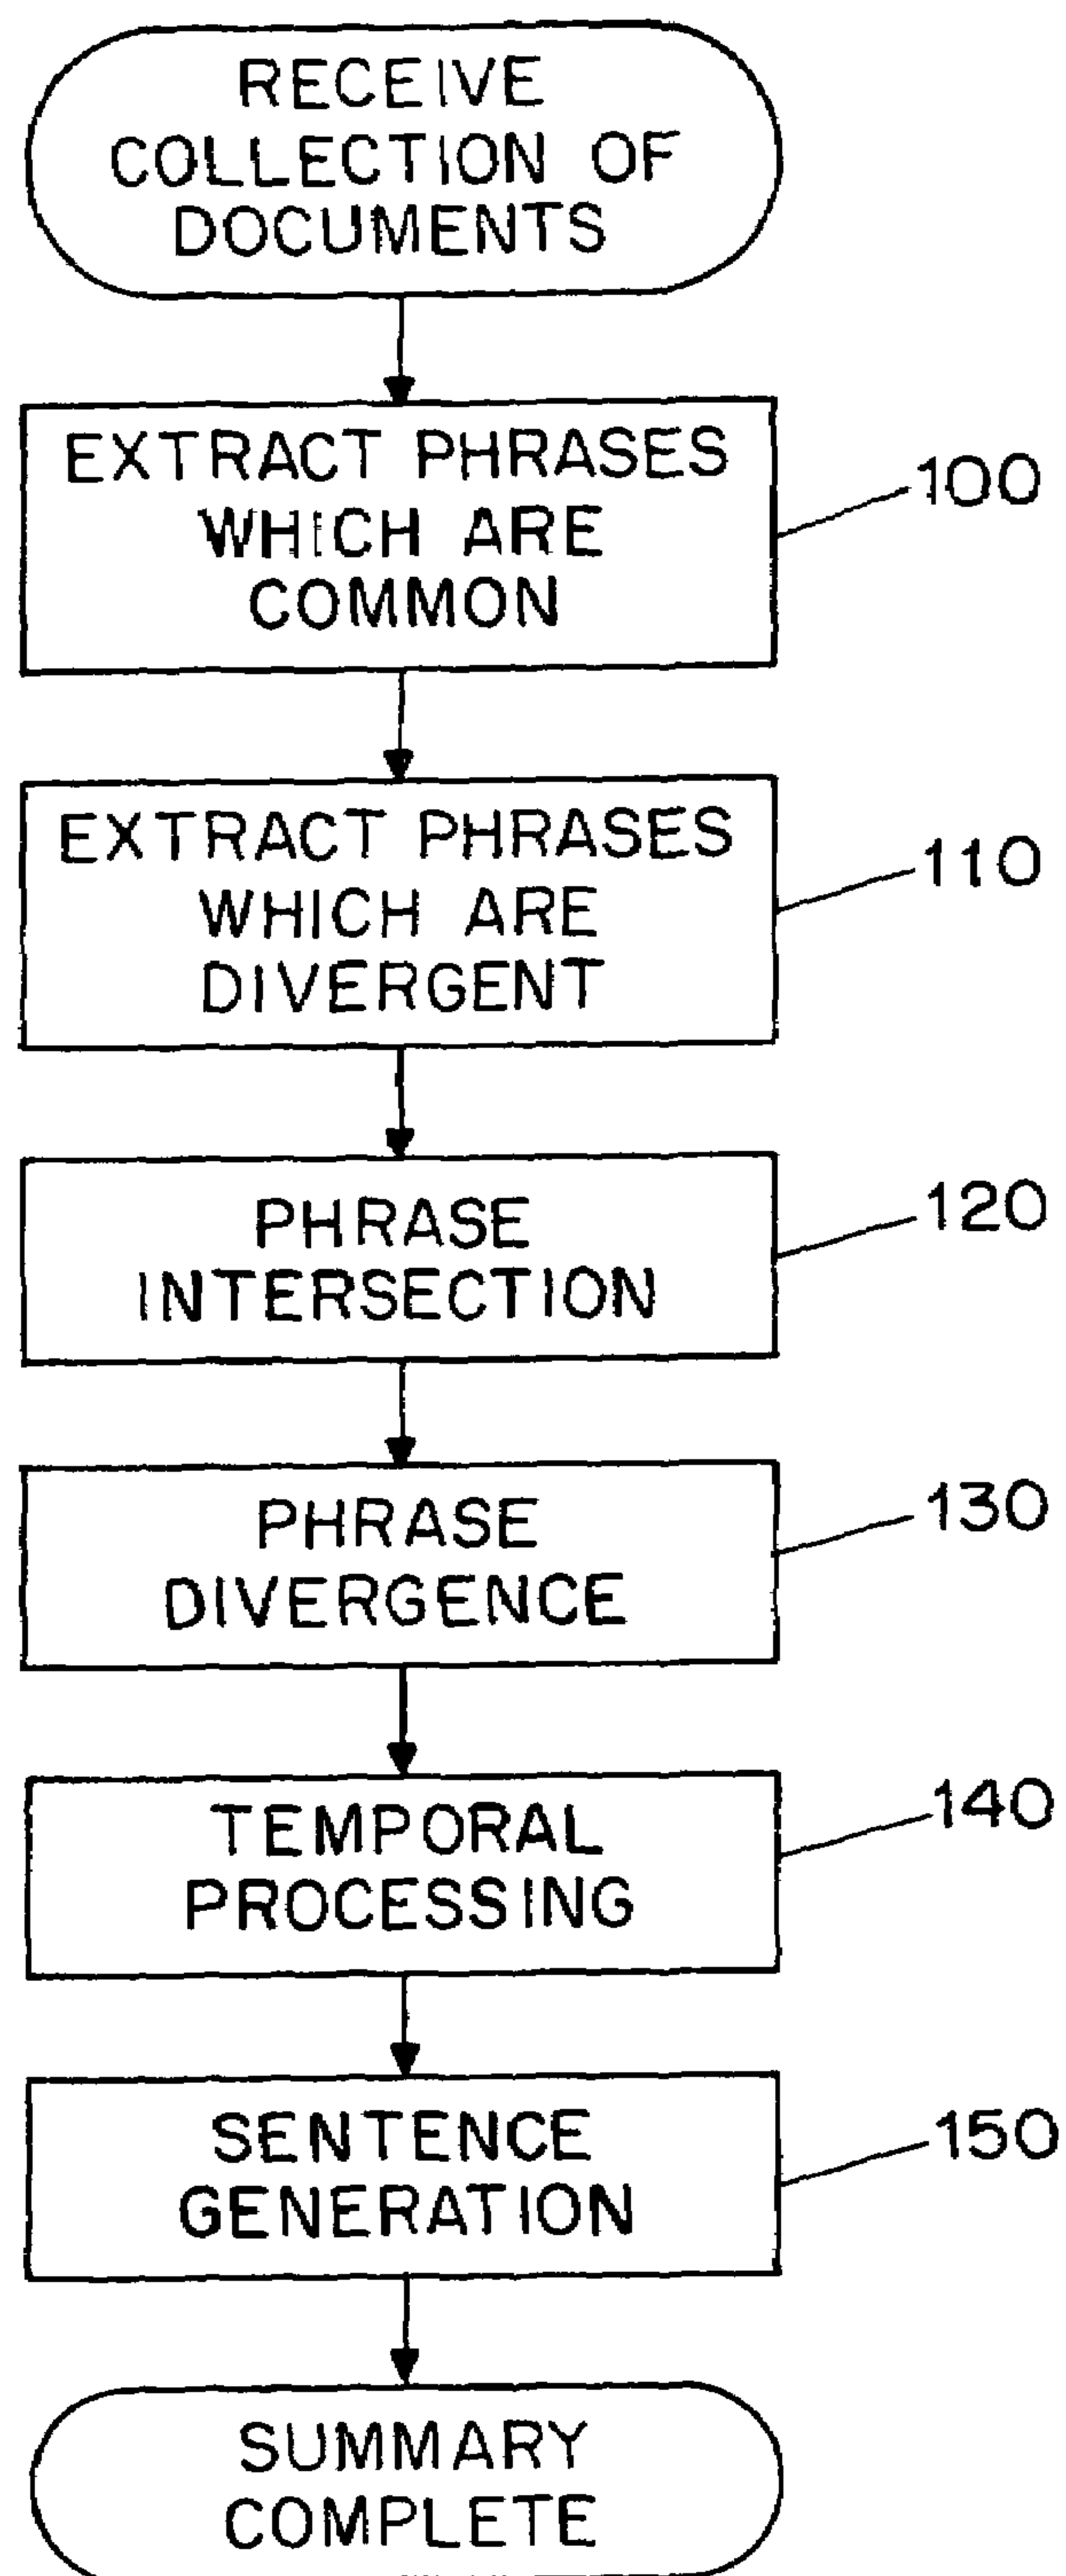 RECEIVE
COLLECTION OF
DOCUMENTS
EXTRACT PHRASES
WHICH ARE
COMMON
100
EXTRACT PHRASES
WHICH ARE
DIVERGENT
110
PHRASE
INTERSECTION
120
PHRASE
DIVERGENCE
130
TEMPORAL
PROCESSING
140
SENTENCE
GENERATION
150
SUMMARY
COMPLETE